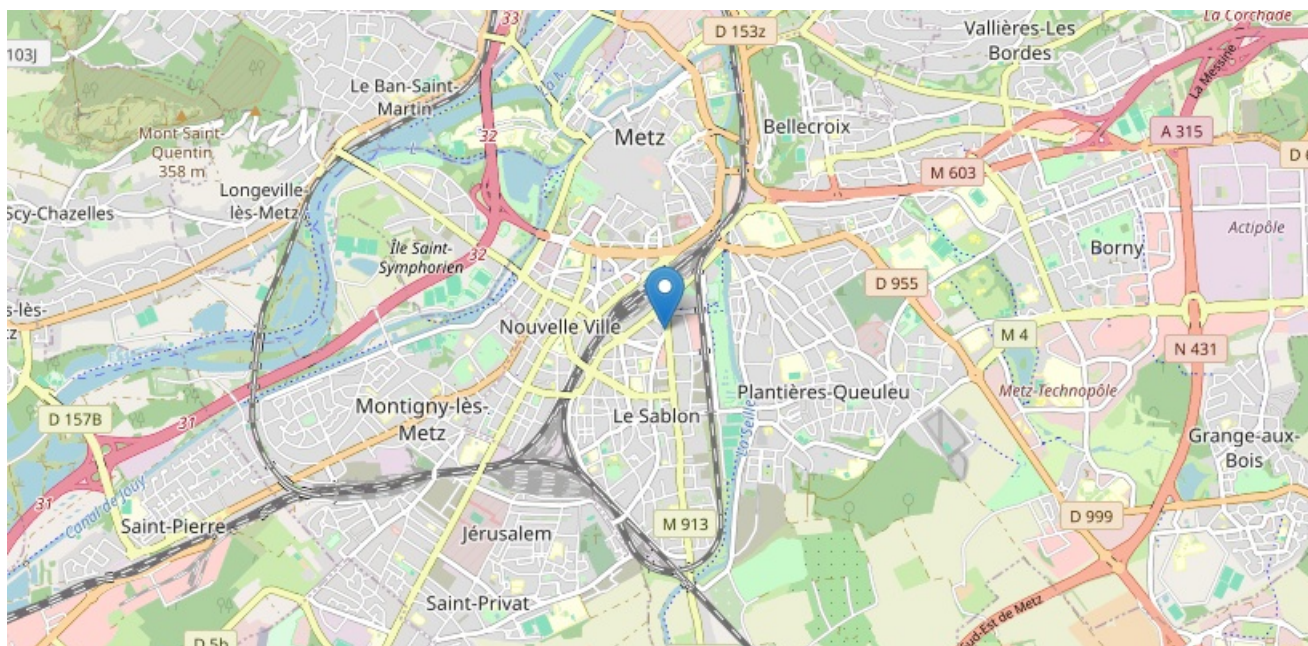 33
D 153z
La Corchade
103J
Le Ban-Saint-
Martin
Vallières-Les
Bordes
La Messine
Mont Saint-
Quentin
358 m
32
Metz
Bellecroix
A 315
M 603
Longeville-
lès-Metz
Scy-Chazelles
Île Saint-
Symphorien
32
Borny
Actipôle
D 955
Nouvelle Ville
M 4
N 431
Metz-Technopôle
Plantières-Queuleu
Montigny-lès-
Metz
Le Sablon
La Seille
D 157B
31
Grange-aux-
Bois
31
Canal de Jouy
Saint-Pierre
Jérusalem
M 913
D 999
Saint-Privat
Sud-Est de Metz
D 5b